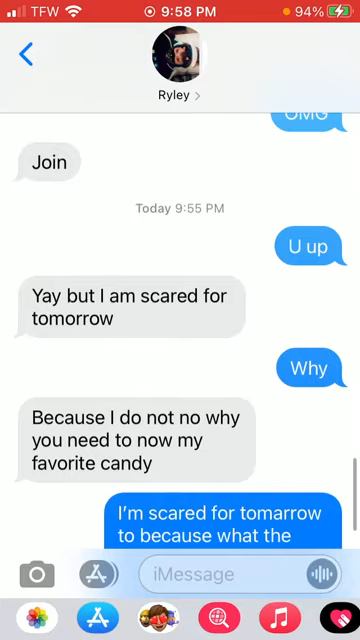 TFW 9:58 PM 94%
Ryley >
OMG
Join
Today 9:55 PM
U up
Yay but I am scared for
tomorrow
Why
Because I do not no why
you need to now my
favorite candy
I'm scared for tomarrow
to because what the
iMessage